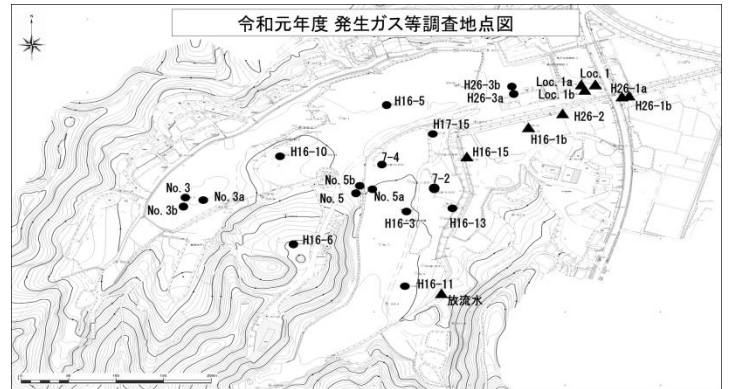 令和元年度 発生ガス等調査地点図
H26-3b
H26-3a
Loc. 1a
Loc. 1
Loc. 1b
H26-1a
H26-1b
H16-5
H26-2
H17-15
H16-1b
H16-10
7-4
H16-15
No. 5b
No. 3
No. 3a
No. 5
No. 5a
7-2
No. 3b
H16-3
H16-13
H16-6
H16-11
放流水